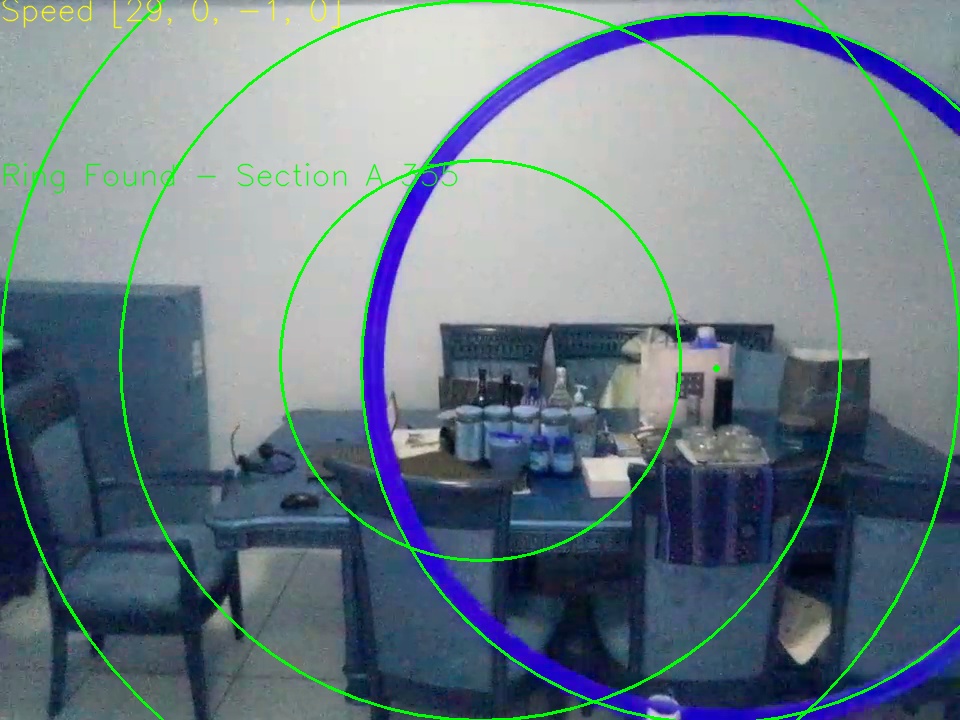 Speed [29, 0, -1, 0]
Ring Found - Section A 355